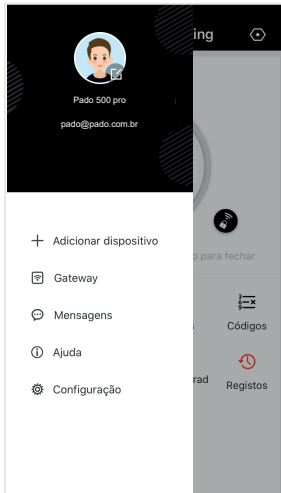 ing
Pado 500 pro
pado@pado.com.br
o para fechar
+ Adicionar dispositivo
Gateway
Mensagens
Ajuda
Configuração
s
Códigos
rad
Registos